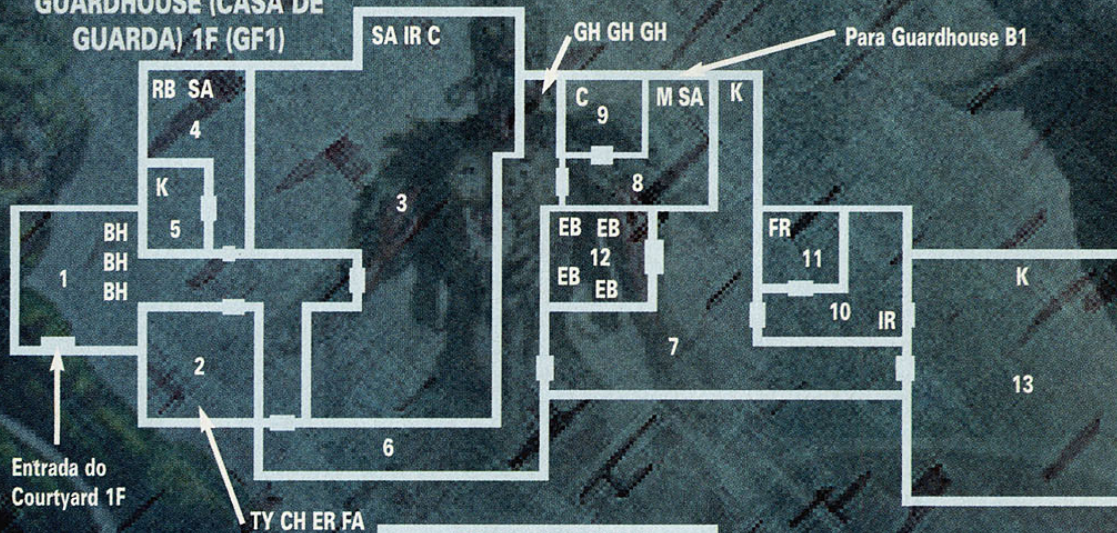 GUARDHOUSE (CASA DE
GUARDA) 1F (GF1)
SA IR C
GH GH GH
Para Guardhouse B1
RB SA
4
C
9
M SA
K
K
5
3
8
BH
BH
BH
1
EB EB
12
EB
EB
FR
11
10
IR
K
2
7
13
6
Entrada do
Courtyard 1F
TY CH ER FA